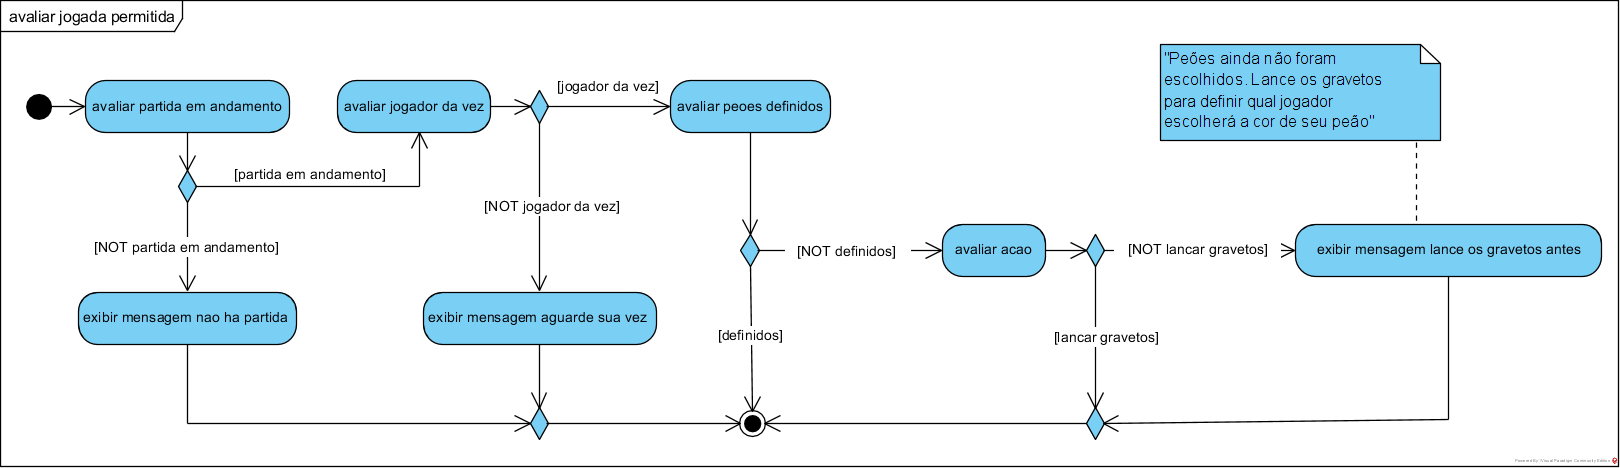 avaliar jogada permitida
"Peões ainda não foram
escolhidos. Lance os gravetos
para definir qual jogador
escolherá a cor de seu peão"
avaliar partida em andamento
avaliar jogador da vez
[jogador da vez]
avaliar peoes definidos
[partida em andamento]
[NOT jogador da vez]
[NOT partida em andamento]
[NOT definidos]
avaliar acao
[NOT lancar gravetos]
exibir mensagem lance os gravetos antes
exibir mensagem nao ha partida
exibir mensagem aguarde sua vez
[definidos]
[lancar gravetos]
Powered By Visual Paradigm Community Edition